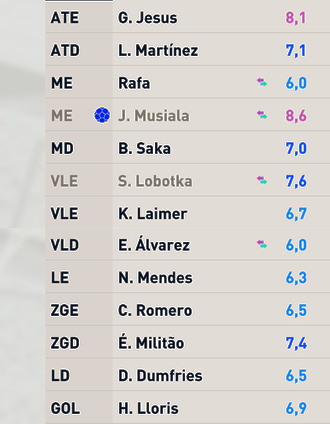 ATE G. Jesus 8,1
ATD L. Martínez 7,1
ME Rafa 6,0
ME J. Musiala 8,6
MD B. Saka 7,0
VLE S. Lobotka 7,6
VLE K. Laimer 6,7
VLD E. Álvarez 6,0
LE N. Mendes 6,3
ZGE C. Romero 6,5
ZGD É. Militão 7,4
LD D. Dumfries 6,5
GOL H. Lloris 6,9